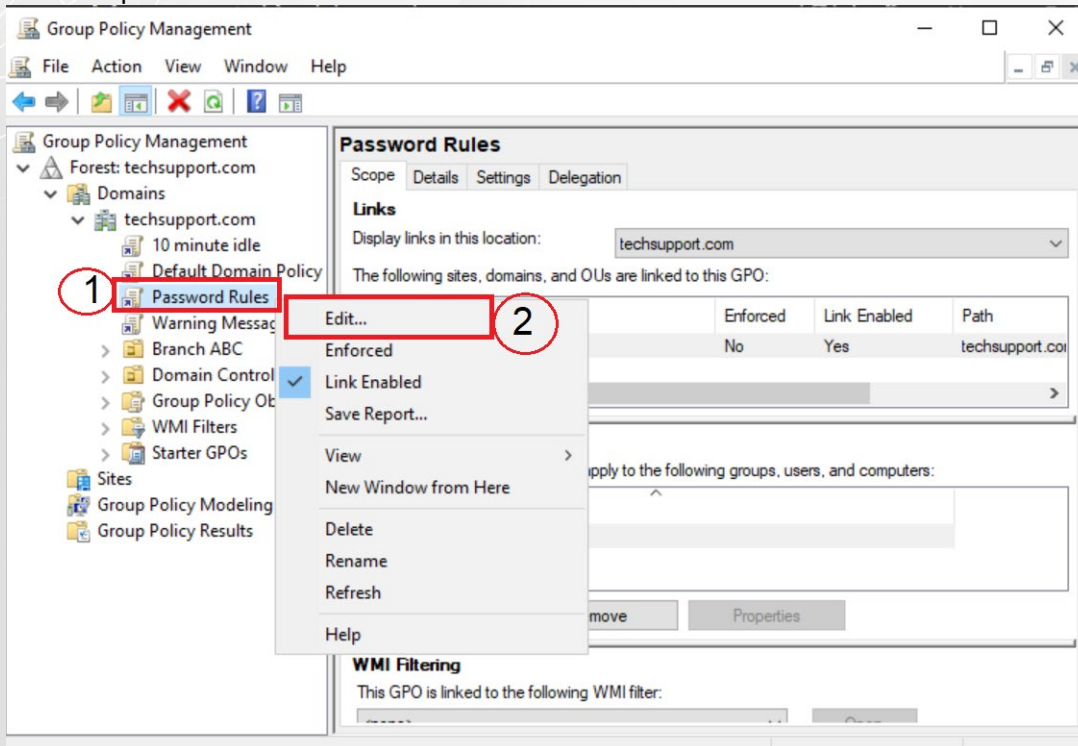 Group Policy Management
File Action View Window Help
Group Policy Management
Forest: techsupport.com
Domains
techsupport.com
10 minute idle
Default Domain Policy
1
Password Rules
Warning Messag
Branch ABC
Domain Control
Group Policy Ob
WMI Filters
Starter GPOs
Sites
Group Policy Modeling
Group Policy Results
Edit...
2
Enforced
Link Enabled
Save Report...
View
New Window from Here
Delete
Rename
Refresh
Help
Password Rules
Scope Details Settings Delegation
Links
Display links in this location: techsupport.com
The following sites, domains, and OUs are linked to this GPO:
Enforced Link Enabled Path
No Yes techsupport.co
apply to the following groups, users, and computers:
move Properties
WMI Filtering
This GPO is linked to the following WMI filter: